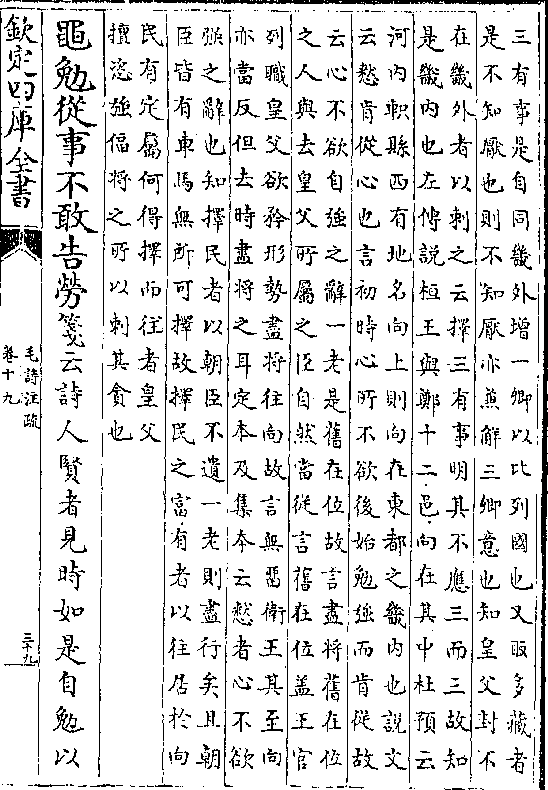 三有事是自同畿外增一卿以比列國也又取多藏者
是不知厭也則不知厭亦兼解三卿意也知皇父封不
在畿外者以刺之云擇三有事明其不應三而三故知
是畿内也左傳說桓王與鄭十二邑向在其中杜預云
河内軹縣西有地名向上則向在東都之畿内也說文
云憖肯從心也言初時心所不欲後始勉強而肯從故
云心不欲自強之辭一老是舊在位故言盡將舊在位
之人與去皇父所屬之臣自然當從言舊在位盖王官
列職皇父欲矜形勢盡將往向故言無留衛王其至向
亦當反但去時盡將之耳定本及集本云憖者心不欲
強之辭也知擇民者以朝臣不遺一老則盡行矣且朝
臣皆有車馬無所可擇故擇民之富有者以往居於向
民有定屬何得擇而往者皇父
擅恣強偪將之所以刺其貪也
黽勉從事不敢告勞箋云詩人賢者見時如是自勉以
欽定四庫全書
毛詩注疏
卷十九
三十九